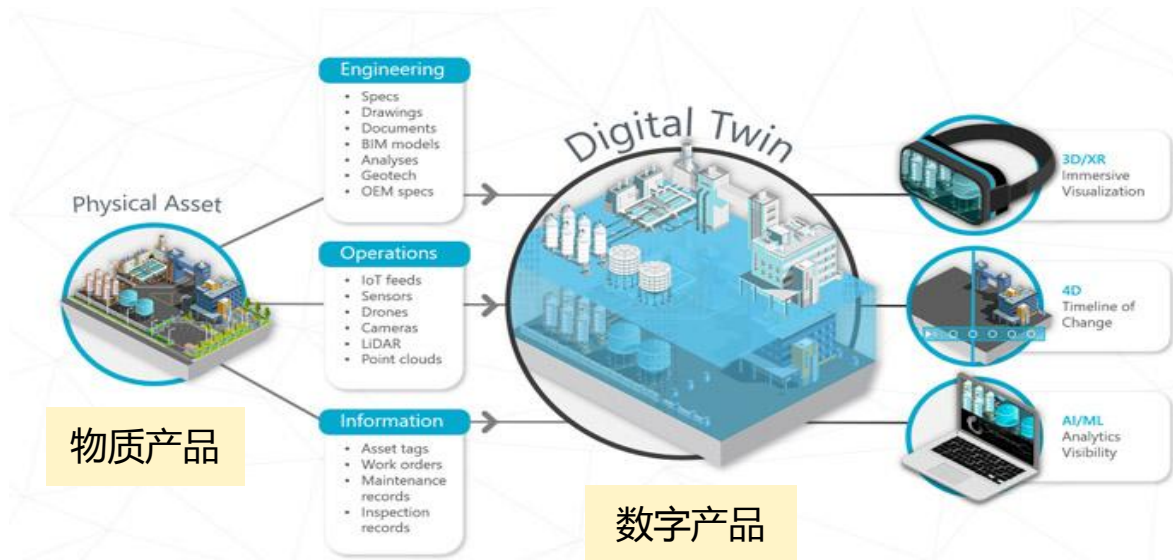 Physical Asset
物质产品
Engineering
• Specs
• Drawings
• Documents
• BIM models
• Analyses
• Geotech
• OEM specs
Operations
• IoT feeds
• Sensors
• Drones
• Cameras
• LiDAR
• Point clouds
Information
• Asset tags
• Work orders
• Maintenance
records
• Inspection
records
Digital Twin
数字产品
3D/XR
Immersive
Visualization
4D
Timeline of
Change
AI/ML
Analytics
Visibility